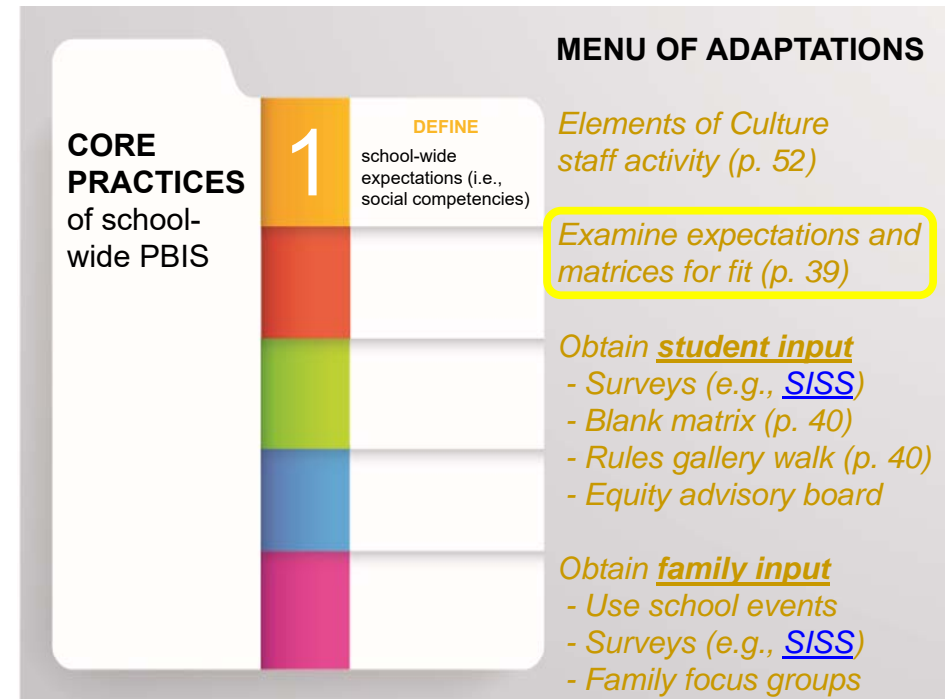 CORE
PRACTICES
of school-
wide PBIS
1
DEFINE
school-wide
expectations (i.e.,
social competencies)
MENU OF ADAPTATIONS
Elements of Culture
staff activity (p. 52)
Examine expectations and
matrices for fit (p. 39)
Obtain student input
- Surveys (e.g., SISS)
- Blank matrix (p. 40)
- Rules gallery walk (p. 40)
- Equity advisory board
Obtain family input
- Use school events
- Surveys (e.g., SISS)
- Family focus groups